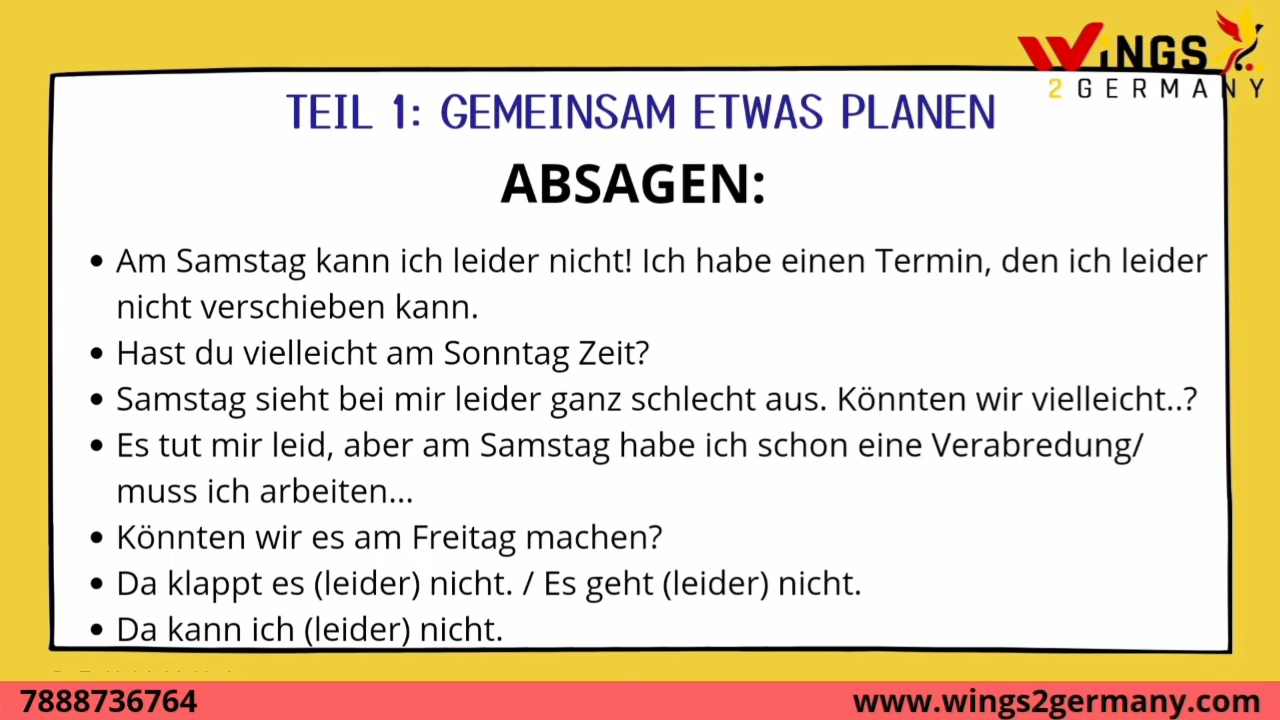 WiNGS
2 GERMANY
TEIL 1: GEMEINSAM ETWAS PLANEN
ABSAGEN:
• Am Samstag kann ich leider nicht! Ich habe einen Termin, den ich leider
nicht verschieben kann.
• Hast du vielleicht am Sonntag Zeit?
• Samstag sieht bei mir leider ganz schlecht aus. Könnten wir vielleicht..?
• Es tut mir leid, aber am Samstag habe ich schon eine Verabredung/
muss ich arbeiten...
• Könnten wir es am Freitag machen?
• Da klappt es (leider) nicht. / Es geht (leider) nicht.
• Da kann ich (leider) nicht.
7888736764
www.wings2germany.com